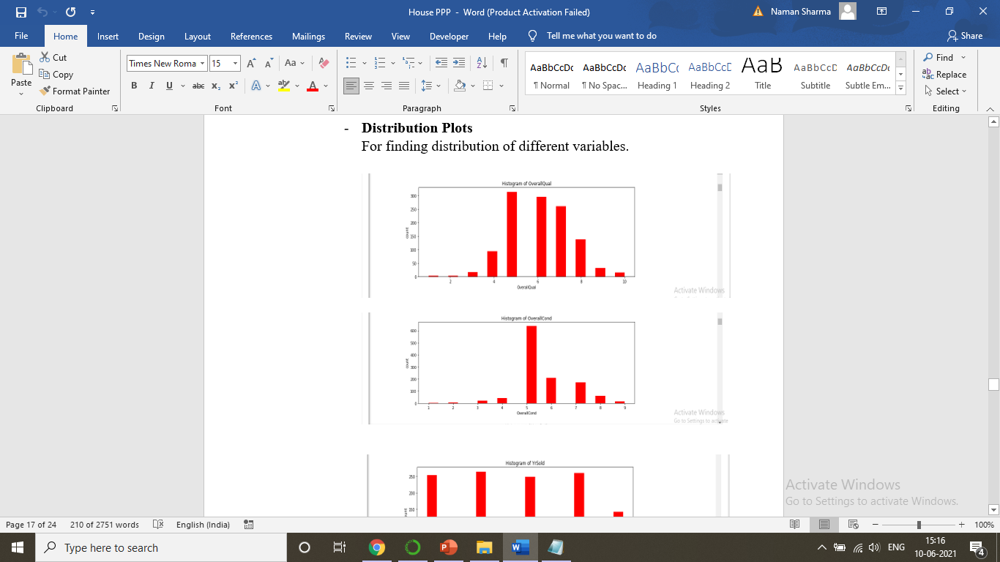 House PPP - Word (Product Activation Failed)
Naman Sharma
File Home Insert Design Layout References Mailings Review View Developer Help Tell me what you want to do Share
Paste
Cut
Copy
Format Painter
Clipboard
Times New Roma 15
Aa
B I U abc x₂ x² A ab A
Font
Paragraph
AaBbCcDc AaBbCcDc AaBbC AaBbCcD AaB AaBbCcD AaBbCcDc
¶ Normal ¶ No Spac... Heading 1 Heading 2 Title Subtitle Subtle Em...
Styles
Find
Replace
Select
Editing
- Distribution Plots
For finding distribution of different variables.
Histogram of OverallQual
300
250
200
150
100
50
0
count
2 4 6 8 10
OverallQual
Activate Windows
Histogram of OverallCond
600
500
400
300
200
100
0
count
1 2 3 4 5 6 7 8 9
OverallCond
Activate Windows
Go to Settings to activate
Histogram of YrSold
250
200
150
Activate Windows
Go to Settings to activate Windows.
Page 17 of 24 210 of 2751 words English (India) 100%
Type here to search
ENG
15:16
10-06-2021
4